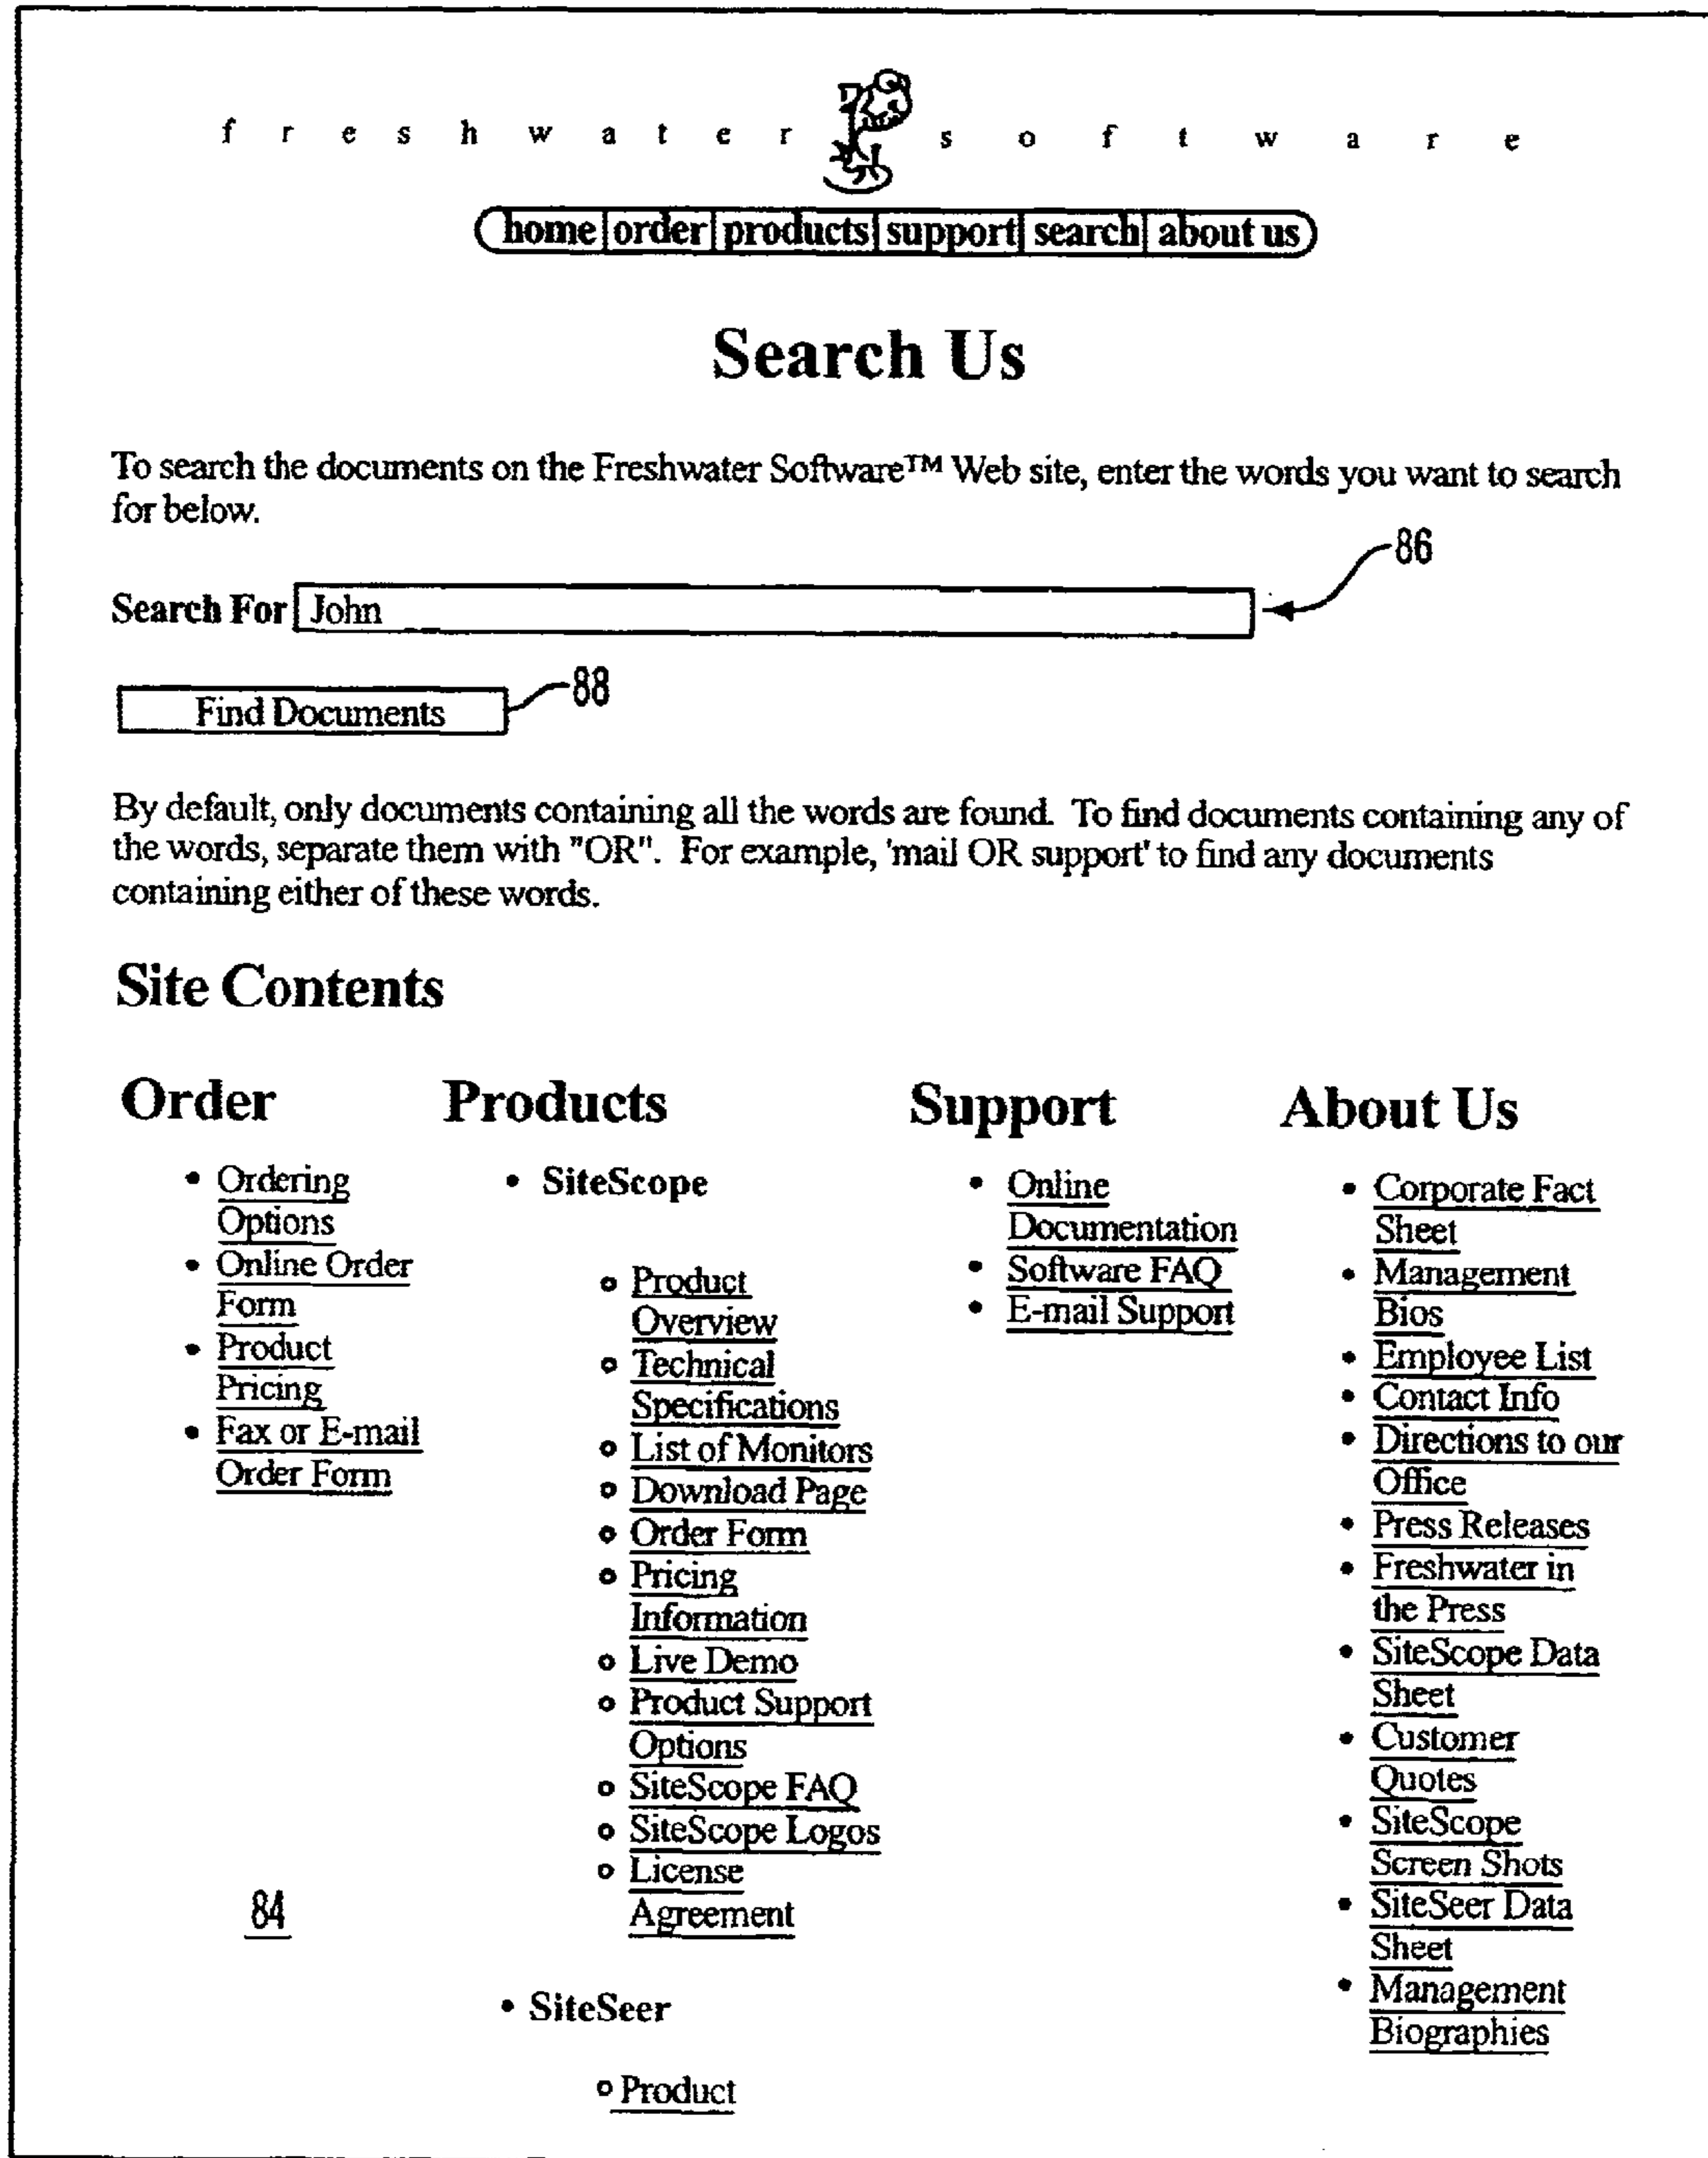 f r e s h w a t e r s o f t w a r e
home order products support search about us
Search Us
To search the documents on the Freshwater Software™ Web site, enter the words you want to search
for below.
86
Search For John
Find Documents 88
By default, only documents containing all the words are found. To find documents containing any of
the words, separate them with "OR". For example, 'mail OR support' to find any documents
containing either of these words.
Site Contents
Order
• Ordering
Options
• Online Order
Form
• Product
Pricing
• Fax or E-mail
Order Form
84
Products
• SiteScope
o Product
Overview
o Technical
Specifications
o List of Monitors
o Download Page
o Order Form
o Pricing
Information
o Live Demo
o Product Support
Options
o SiteScope FAQ
o SiteScope Logos
o License
Agreement
• SiteSeer
o Product
Support
• Online
Documentation
• Software FAQ
• E-mail Support
About Us
• Corporate Fact
Sheet
• Management
Bios
• Employee List
• Contact Info
• Directions to our
Office
• Press Releases
• Freshwater in
the Press
• SiteScope Data
Sheet
• Customer
Quotes
• SiteScope
Screen Shots
• SiteSeer Data
Sheet
• Management
Biographies